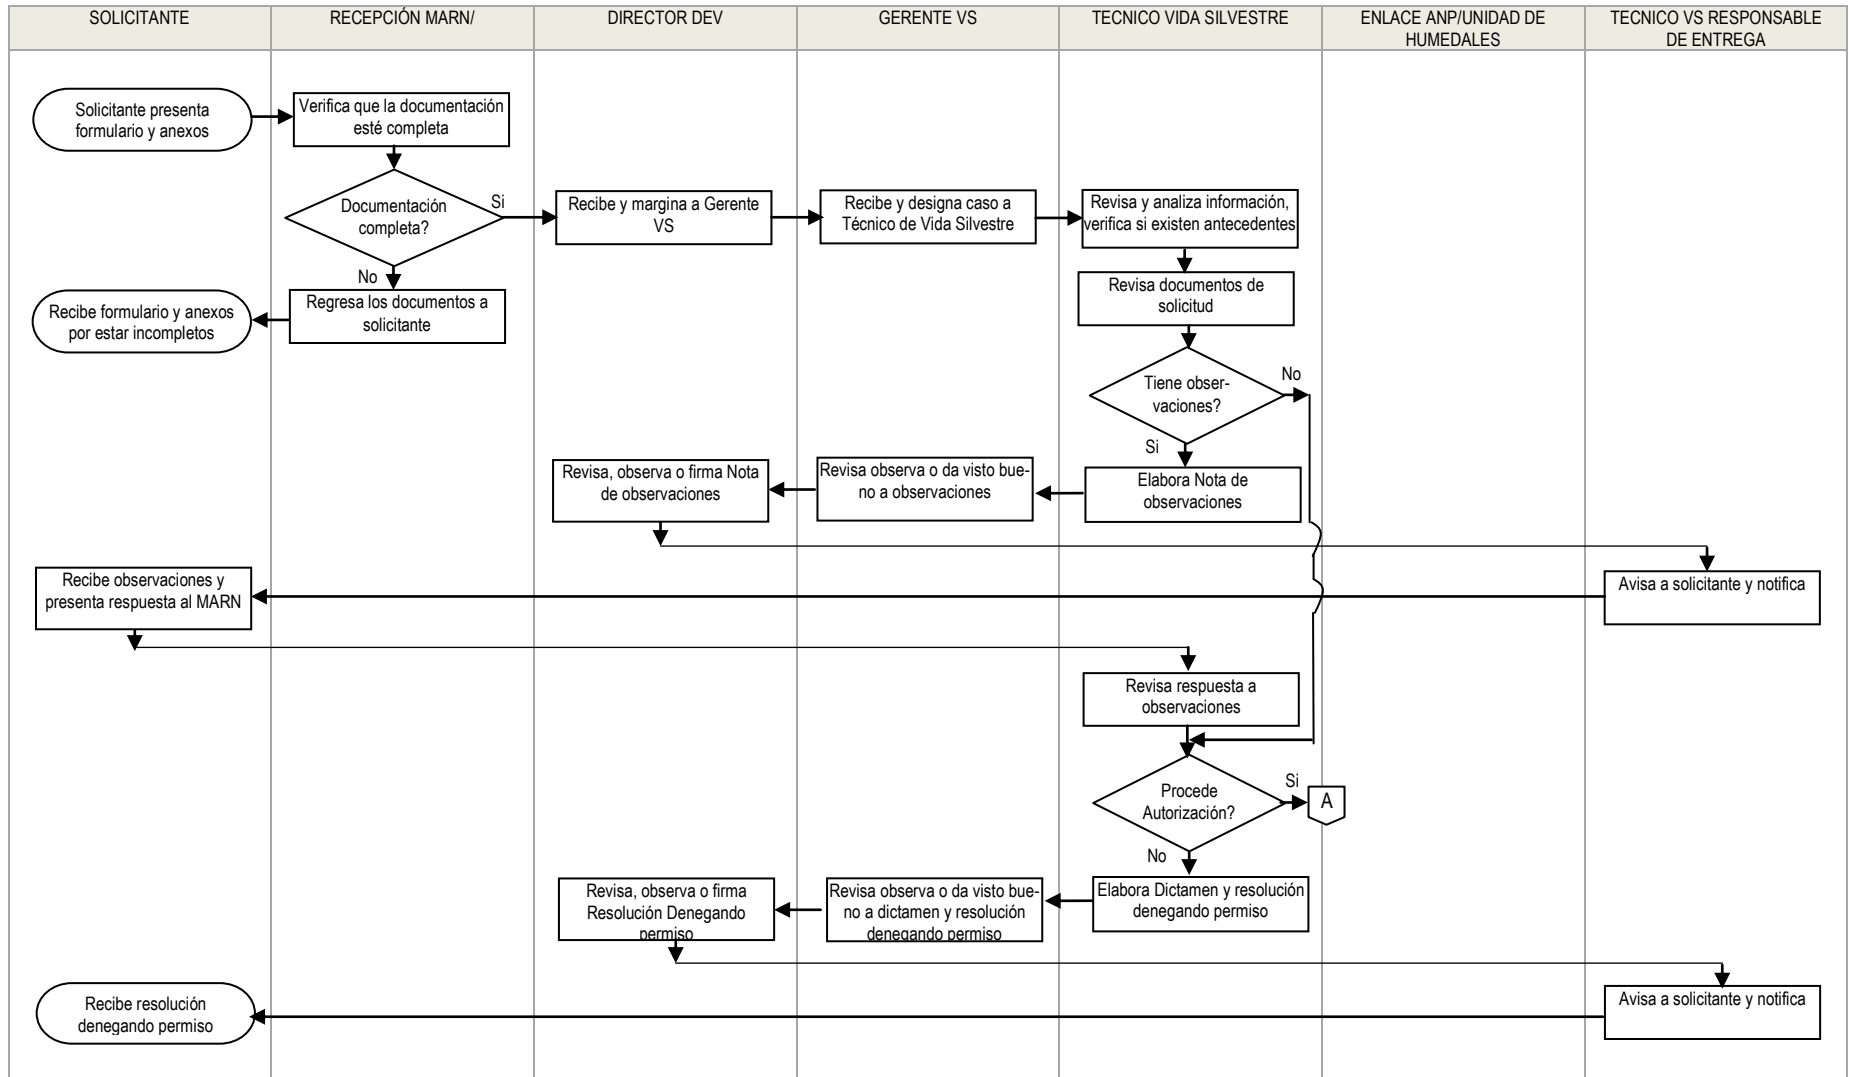 SOLICITANTE
RECEPCIÓN MARN/
DIRECTOR DEV
GERENTE VS
TECNICO VIDA SILVESTRE
ENLACE ANP/UNIDAD DE
HUMEDALES
TECNICO VS RESPONSABLE
DE ENTREGA
Solicitante presenta
formulario y anexos
Verifica que la documentación
esté completa
Documentación
completa?
Si
Recibe y margina a Gerente
VS
Recibe y designa caso a
Técnico de Vida Silvestre
Revisa y analiza información,
verifica si existen antecedentes
No
Regresa los documentos a
solicitante
Recibe formulario y anexos
por estar incompletos
Revisa documentos de
solicitud
Tiene obser-
vaciones?
No
Si
Elabora Nota de
observaciones
Revisa observa o da visto bue-
no a observaciones
Revisa, observa o firma Nota
de observaciones
Avisa a solicitante y notifica
Recibe observaciones y
presenta respuesta al MARN
Revisa respuesta a
observaciones
Procede
Autorización?
Si
A
No
Elabora Dictamen y resolución
denegando permiso
Revisa observa o da visto bue-
no a dictamen y resolución
denegando permiso
Revisa, observa o firma
Resolución Denegando
permiso
Avisa a solicitante y notifica
Recibe resolución
denegando permiso